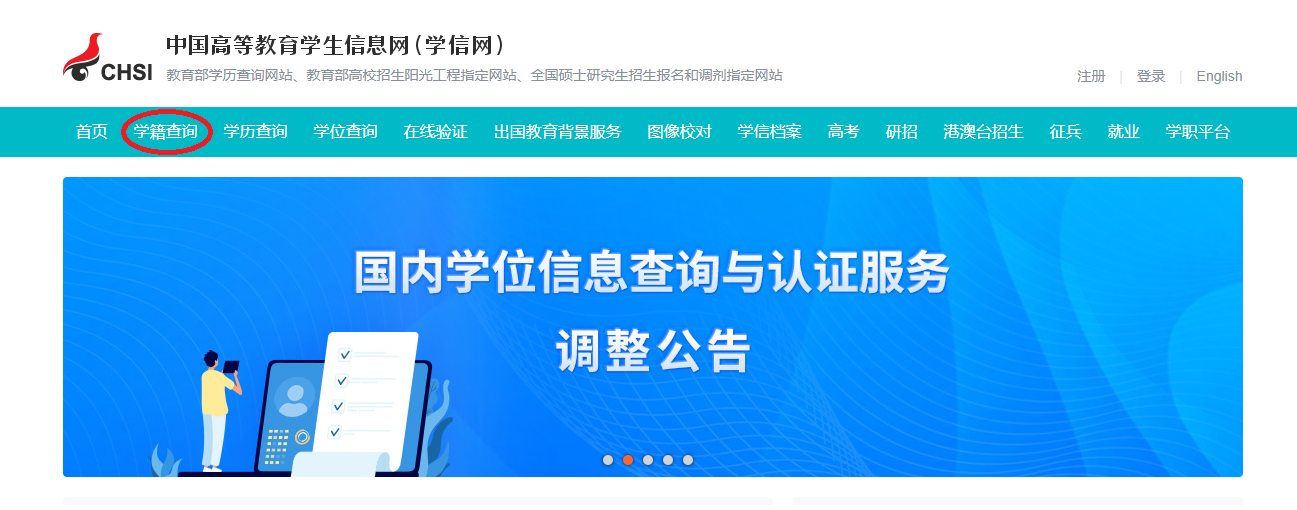 CHSI
中国高等教育学生信息网(学信网)
教育部学历查询网站、教育部高校招生阳光工程指定网站、全国硕士研究生招生报名和调剂指定网站
注册 | 登录 | English
首页 学籍查询 学历查询 学位查询 在线验证 出国教育背景服务 图像校对 学信档案 高考 研招 港澳台招生 征兵 就业 学职平台
国内学位信息查询与认证服务
调整公告